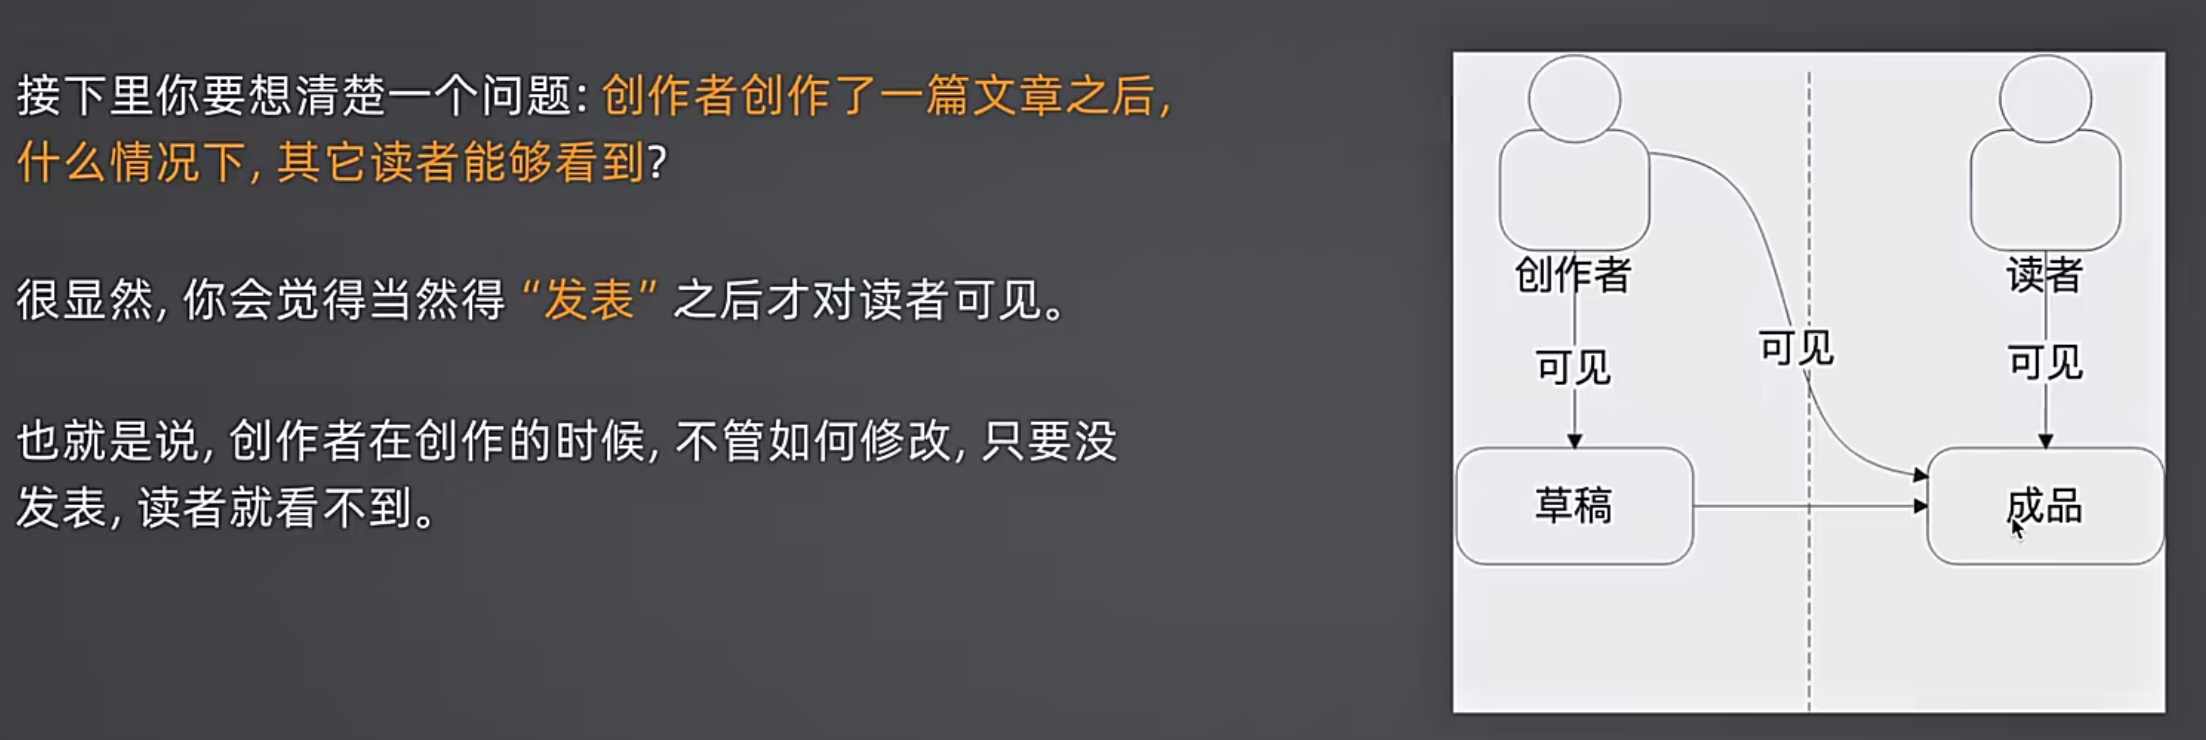 接下里你要想清楚一个问题: 创作者创作了一篇文章之后,
什么情况下, 其它读者能够看到?
很显然, 你会觉得当然得 “发表” 之后才对读者可见。
也就是说, 创作者在创作的时候, 不管如何修改, 只要没
发表, 读者就看不到。
创作者
读者
可见
可见
可见
草稿
成品